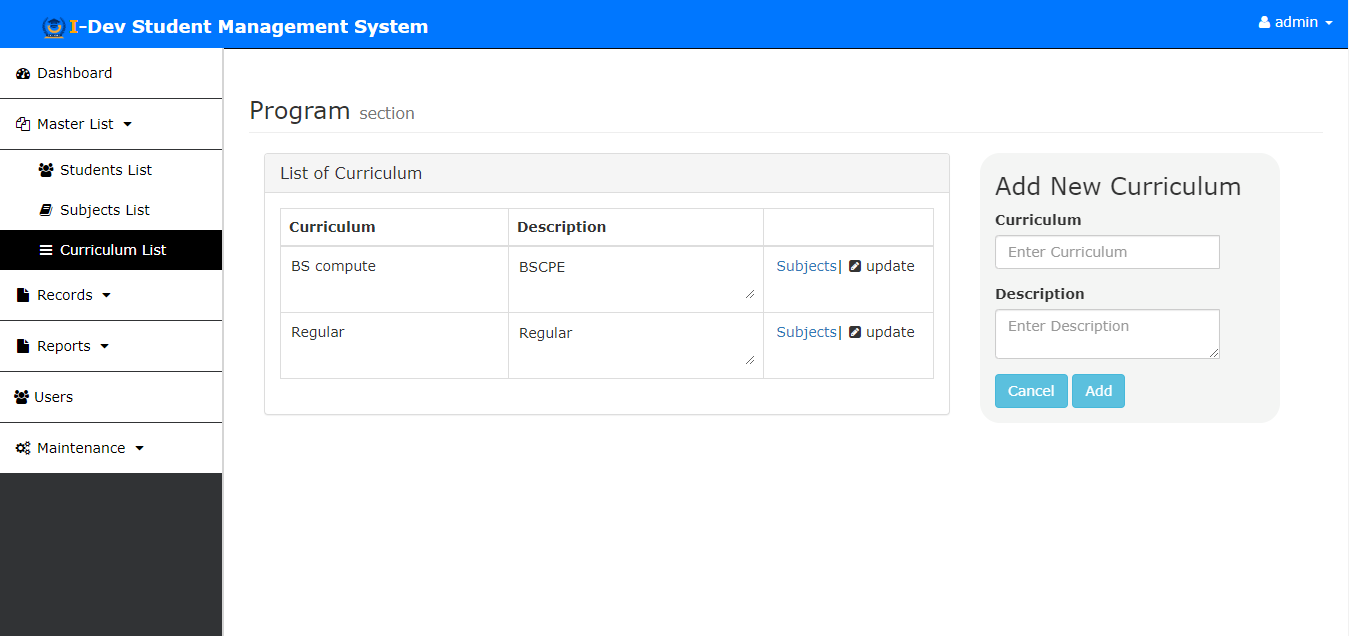 I-Dev Student Management System
admin
Dashboard
Master List
Students List
Subjects List
Curriculum List
Records
Reports
Users
Maintenance
Program section
List of Curriculum
Curriculum Description
BS compute BSCPE Subjects| update
Regular Regular Subjects| update
Add New Curriculum
Curriculum
Enter Curriculum
Description
Enter Description
Cancel Add